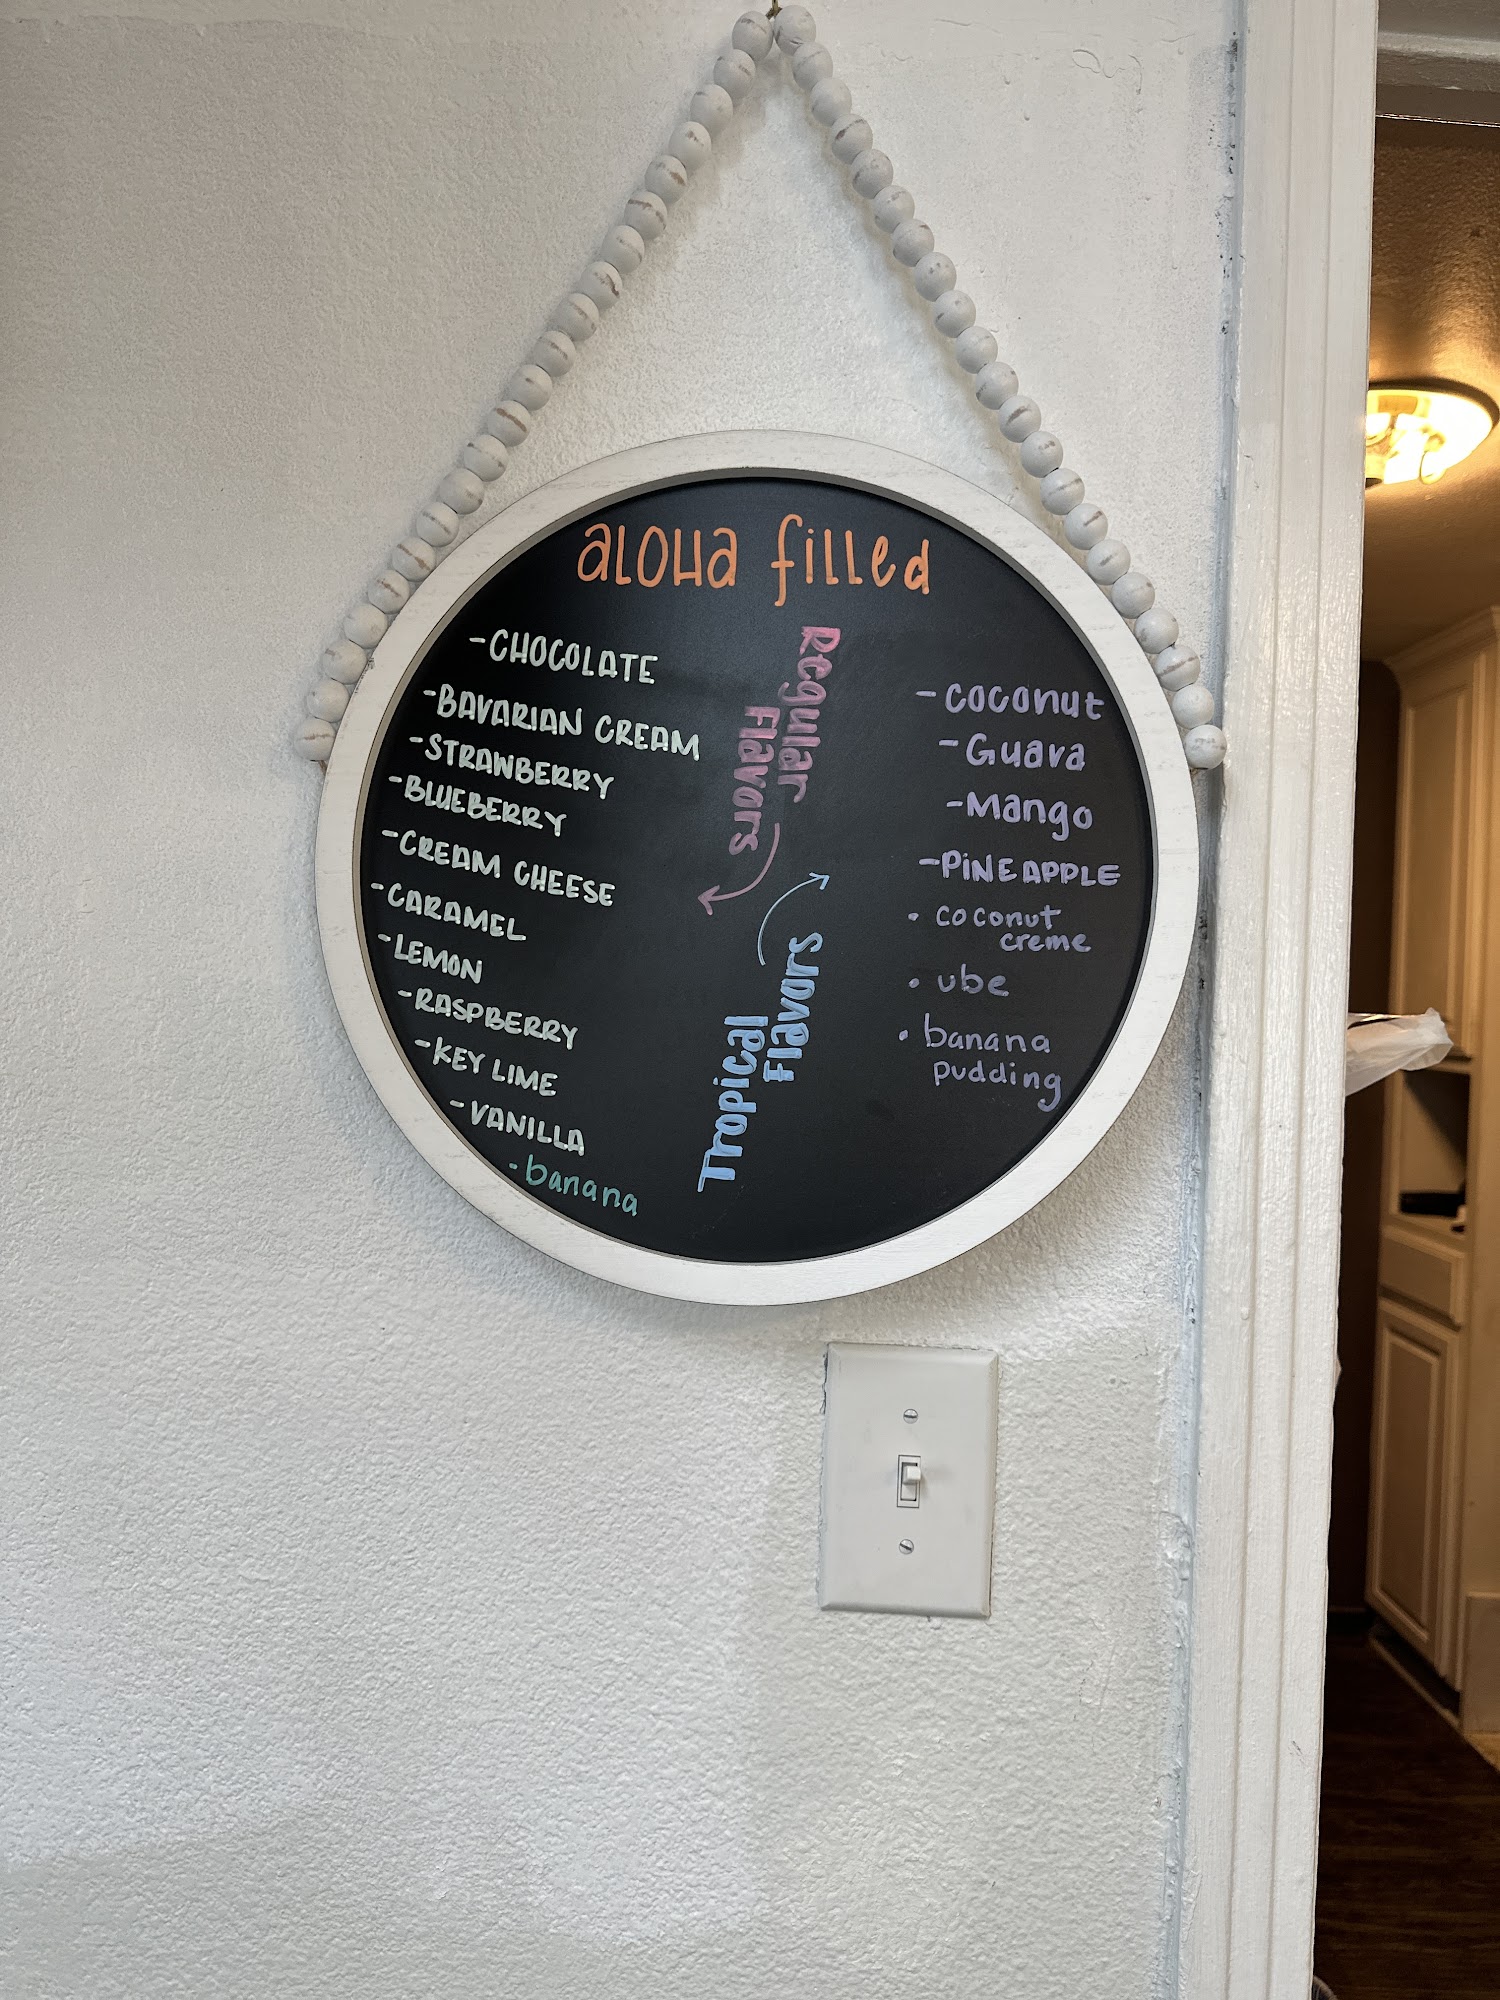 aLOHa filled
Regular
Flavors
-CHOCOLATE
-BAVARIAN CREAM
-STRAWBERRY
-BLUEBERRY
-CREAM CHEESE
-CARAMEL
-LEMON
-RASPBERRY
-KEY LIME
-VANILLA
·banana
Tropical
Flavors
-coconut
-Guava
-Mango
-PiNEAPPLE
· coconut
creme
· ube
· banana
pudding